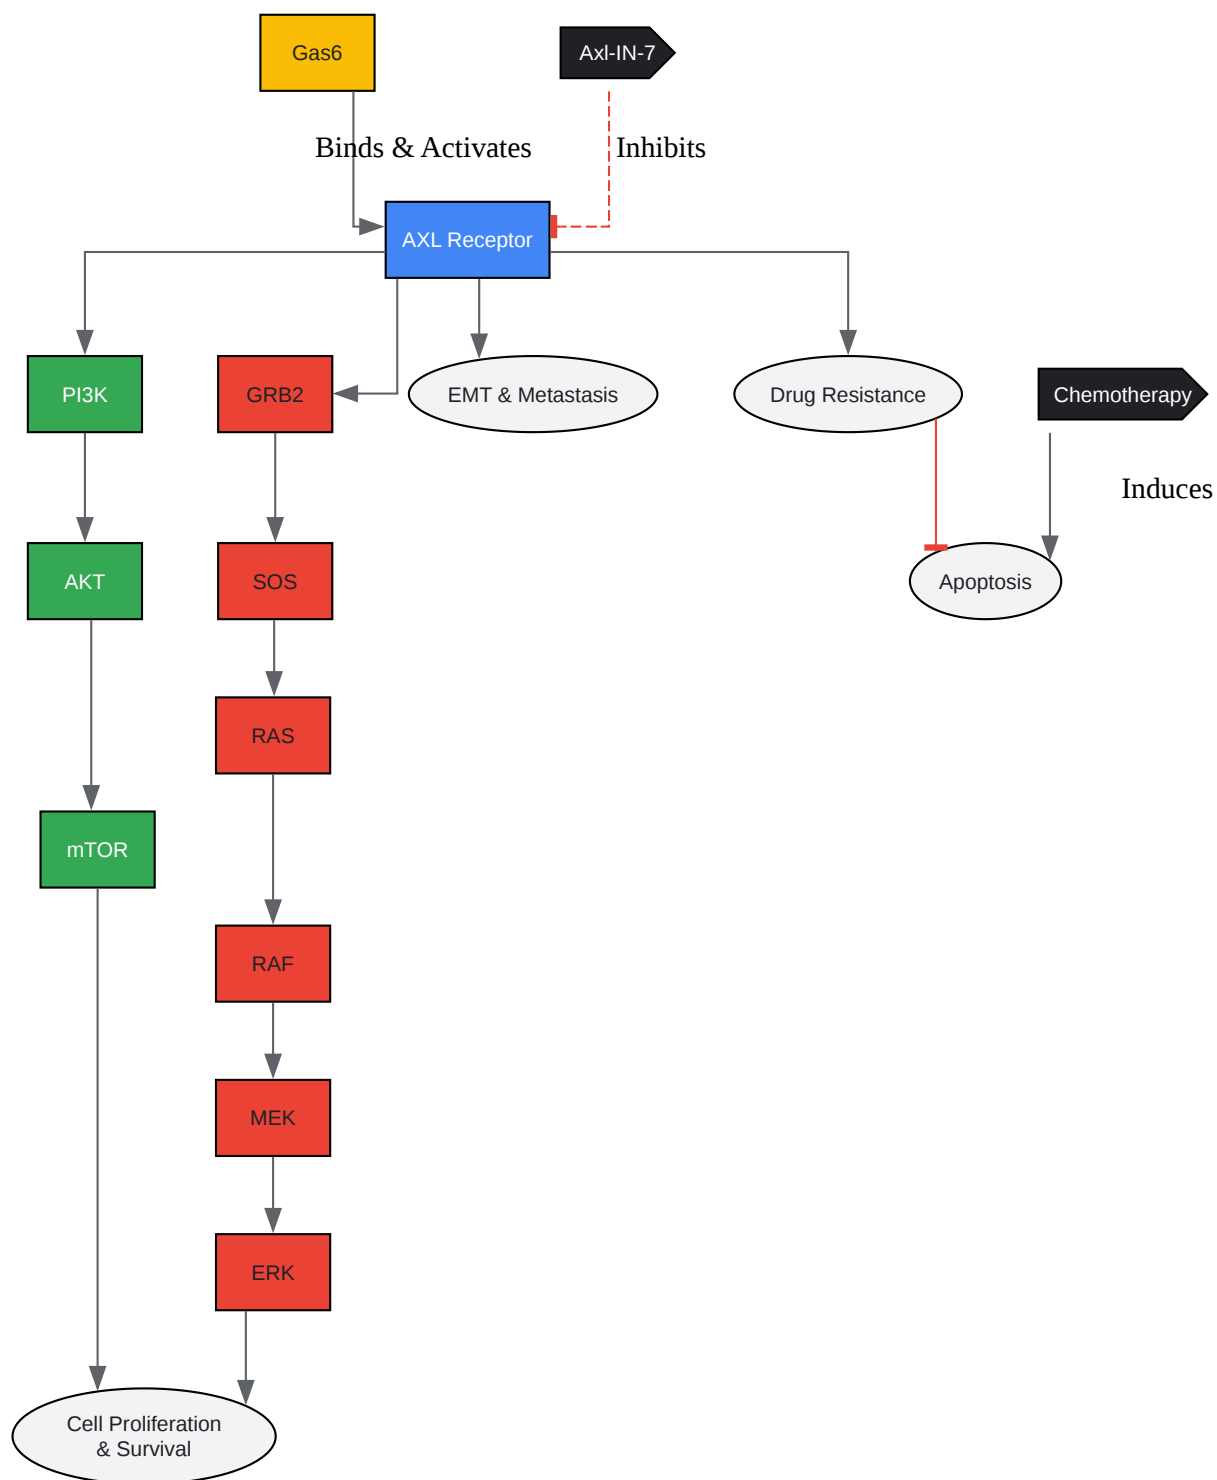 Gas6
Axl-IN-7
Binds & Activates
Inhibits
AXL Receptor
PI3K
GRB2
EMT & Metastasis
Drug Resistance
Chemotherapy
Induces
AKT
SOS
Apoptosis
RAS
mTOR
RAF
MEK
ERK
Cell Proliferation
& Survival